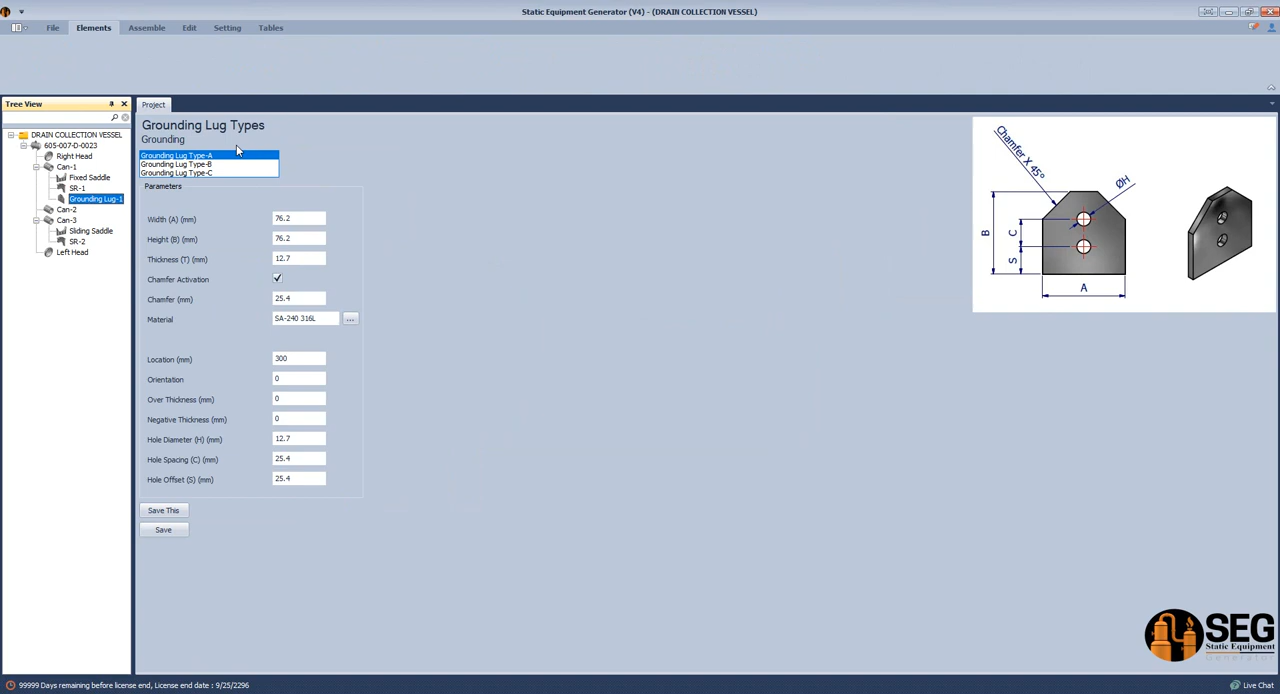 Static Equipment Generator (V4) - (DRAIN COLLECTION VESSEL)
File
Elements
Assemble
Edit
Setting
Tables
Tree View
DRAIN COLLECTION VESSEL
605-007-D-0023
Right Head
Can-1
Fixed Saddle
SR-1
Grounding Lug-1
Can-2
Can-3
Sliding Saddle
SR-2
Left Head
Project
Grounding Lug Types
Grounding
Grounding Lug Type-A
Grounding Lug Type-B
Grounding Lug Type-C
Parameters
Width (A) (mm) 76.2
Height (B) (mm) 76.2
Thickness (T) (mm) 12.7
Chamfer Activation
Chamfer (mm) 25.4
Material SA-240 316L ...
Location (mm) 300
Orientation 0
Over Thickness (mm) 0
Negative Thickness (mm) 0
Hole Diameter (H) (mm) 12.7
Hole Spacing (C) (mm) 25.4
Hole Offset (S) (mm) 25.4
Save This
Save
Chamfer X 45°
ØH
B
C
S
A
SEG
Static Equipment
Generator
99999 Days remaining before license end, License end date : 9/25/2296
Live Chat